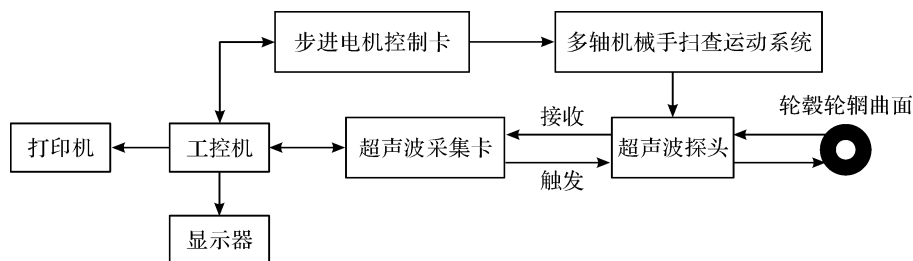 步进电机控制卡
多轴机械手扫查运动系统
轮毂轮辋曲面
接收
打印机
工控机
超声波采集卡
超声波探头
触发
显示器